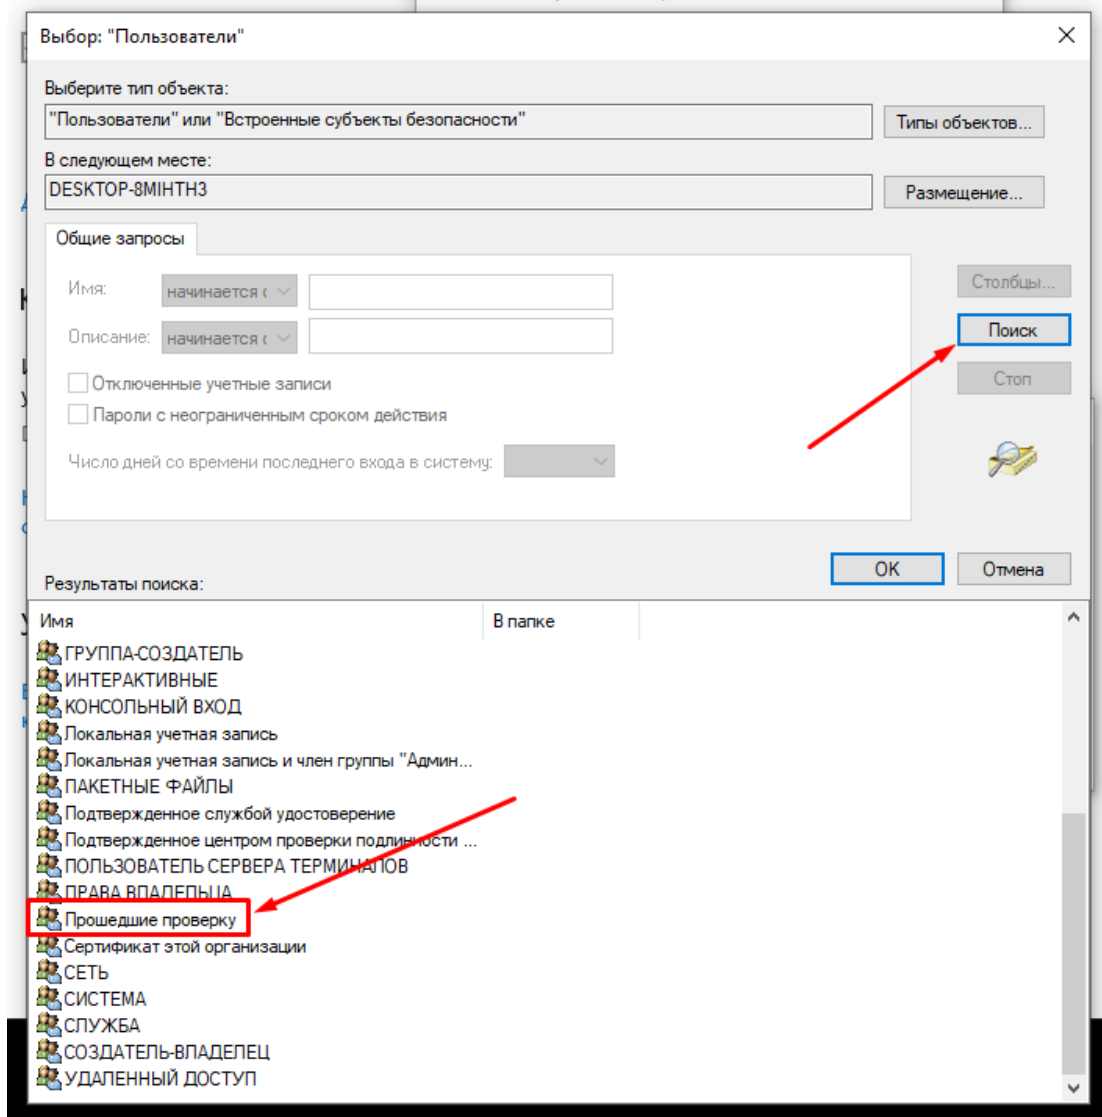 Выбор: "Пользователи"
Выберите тип объекта:
"Пользователи" или "Встроенные субъекты безопасности"
Типы объектов...
В следующем месте:
DESKTOP-8MIHTH3
Размещение...
Общие запросы
Имя:
начинается с
Столбцы...
Поиск
Описание:
начинается с
Стоп
Отключенные учетные записи
Пароли с неограниченным сроком действия
Число дней со времени последнего входа в систему:
OK
Отмена
Результаты поиска:
Имя
В папке
ГРУППА-СОЗДАТЕЛЬ
ИНТЕРАКТИВНЫЕ
КОНСОЛЬНЫЙ ВХОД
Локальная учетная запись
Локальная учетная запись и член группы "Админ...
ПАКЕТНЫЕ ФАЙЛЫ
Подтвержденное службой удостоверение
Подтвержденное центром проверки подлинности ...
ПОЛЬЗОВАТЕЛЬ СЕРВЕРА ТЕРМИНАЛОВ
ПРАВА ВЛАДЕЛЬЦА
Прошедшие проверку
Сертификат этой организации
СЕТЬ
СИСТЕМА
СЛУЖБА
СОЗДАТЕЛЬ-ВЛАДЕЛЕЦ
УДАЛЕННЫЙ ДОСТУП